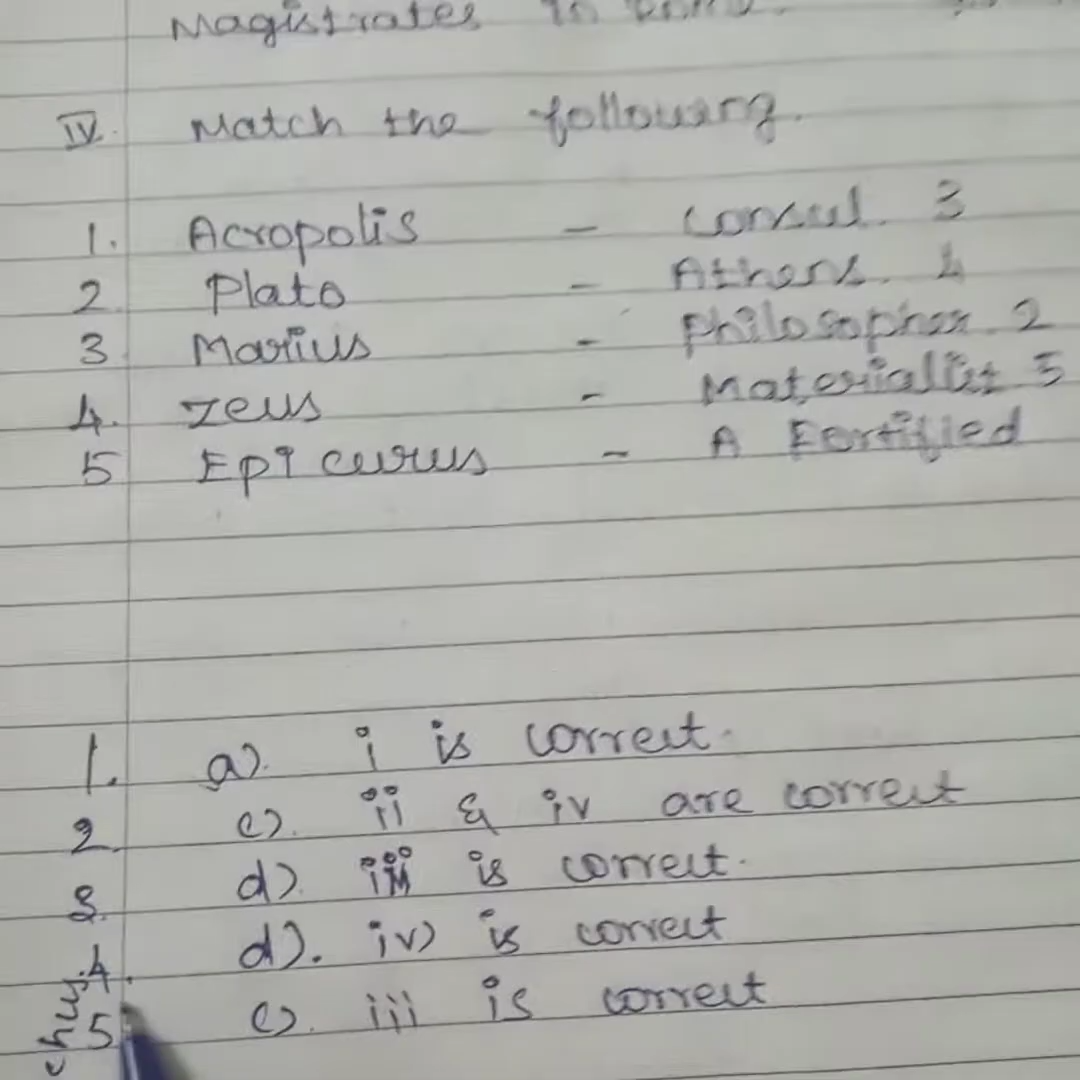 Magistrates in
IV. Match the following.
1. Acropolis - Consul. 3
2 Plato - Athens. 4
3 Marius - Philosopher 2
4. Zeus - Materialist 5
5 Epicurus - A Fortified
1. a). i is correct.
2 c). ii & iv are correct
3. d). iii is correct.
4. d). iv) is correct
5 c). iii is correct